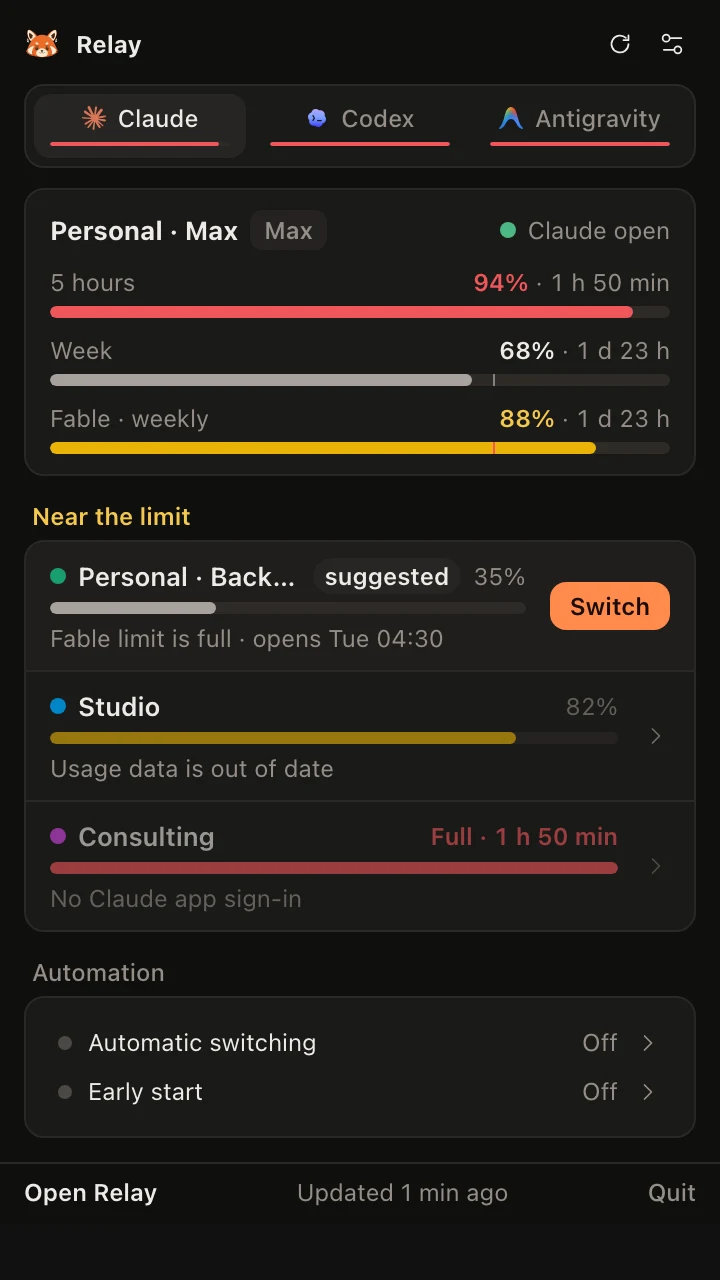 Relay
Claude
Codex
Antigravity
Personal · Max Max Claude open
5 hours 94% · 1 h 50 min
Week 68% · 1 d 23 h
Fable · weekly 88% · 1 d 23 h
Near the limit
Personal · Back... suggested 35%
Switch
Fable limit is full · opens Tue 04:30
Studio 82%
Usage data is out of date
Consulting Full · 1 h 50 min
No Claude app sign-in
Automation
Automatic switching Off
Early start Off
Open Relay Updated 1 min ago Quit